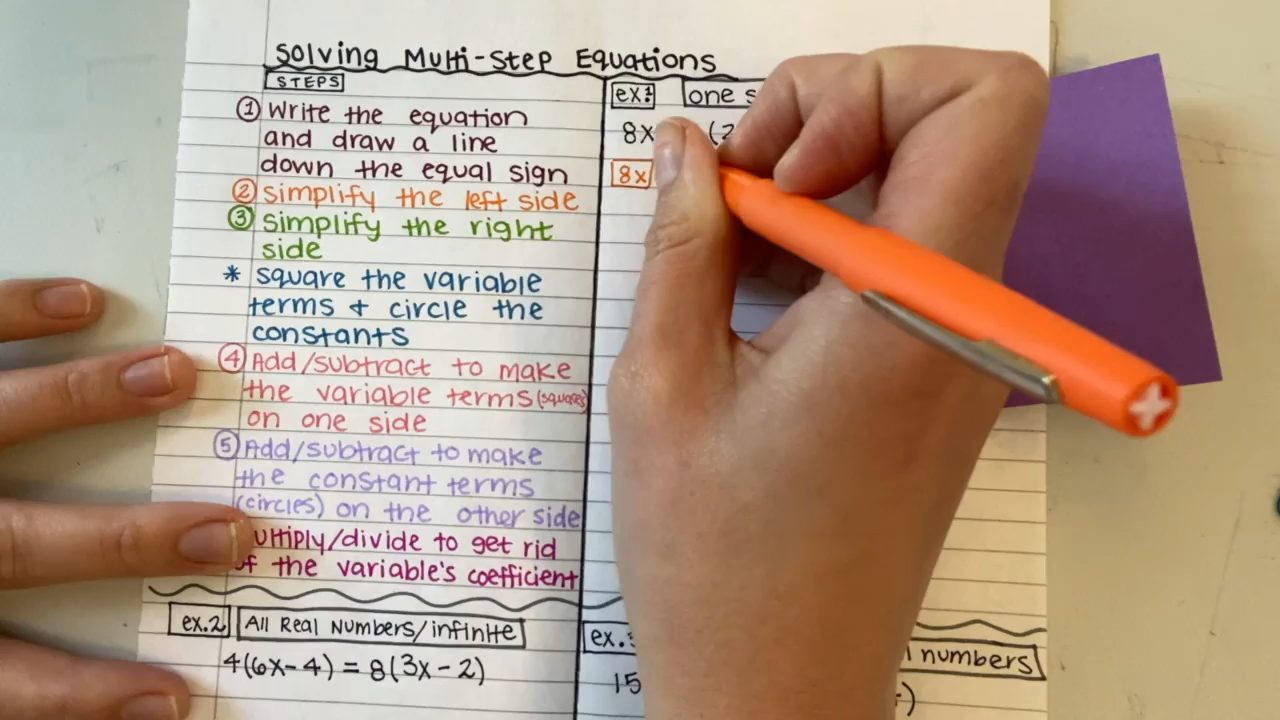 Solving Multi-Step Equations
STEPS
① Write the equation
and draw a line
down the equal sign
② simplify the left side
③ simplify the right
side
* square the variable
terms + circle the
constants
④ Add/subtract to make
the variable terms (squares)
on one side
⑤ Add/subtract to make
the constant terms
(circles) on the other side
ultiply/divide to get rid
of the variable's coefficient
ex.1 one s
8x (2
8x
ex.2 All Real Numbers/infinite
4(6x-4) = 8(3x-2)
ex. numbers
15 )